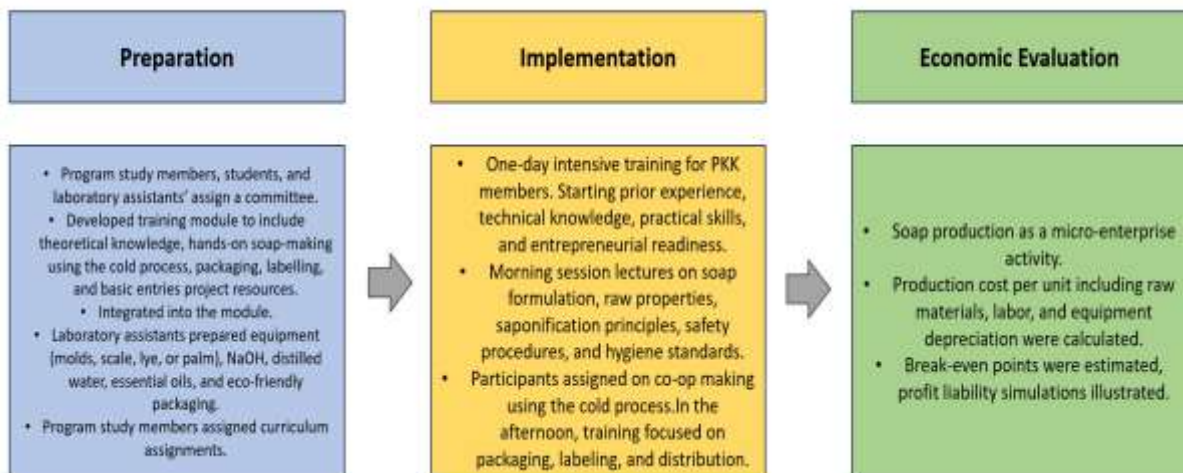 Preparation
Implementation
Economic Evaluation
• Program study members, students, and
laboratory assistants' assign a committee.
• Developed training module to include
theoretical knowledge, hands-on soap-making
using the cold process, packaging, labelling,
and basic entries project resources.
• Integrated into the module.
• Laboratory assistants prepared equipment
(molds, scale, lye, or palm), NaOH, distilled
water, essential oils, and eco-friendly
packaging.
• Program study members assigned curriculum
assignments.
• One-day intensive training for PKK
members. Starting prior experience,
technical knowledge, practical skills,
and entrepreneurial readiness.
• Morning session lectures on soap
formulation, raw properties,
saponification principles, safety
procedures, and hygiene standards.
• Participants assigned on co-op making
using the cold process.In the
afternoon, training focused on
packaging, labeling, and distribution.
• Soap production as a micro-enterprise
activity.
• Production cost per unit including raw
materials, labor, and equipment
depreciation were calculated.
• Break-even points were estimated,
profit liability simulations illustrated.